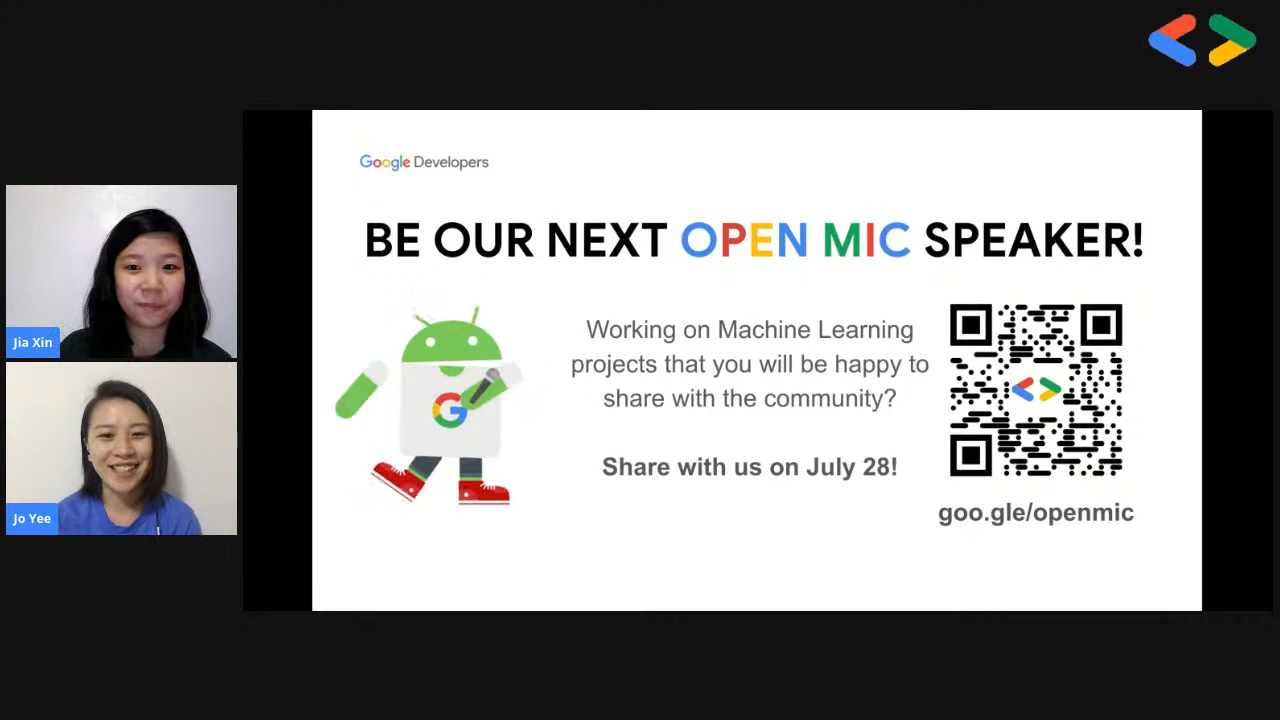 Google Developers
BE OUR NEXT OPEN MIC SPEAKER!
Working on Machine Learning
projects that you will be happy to
share with the community?
Share with us on July 28!
goo.gle/openmic
G
Jia Xin
Jo Yee